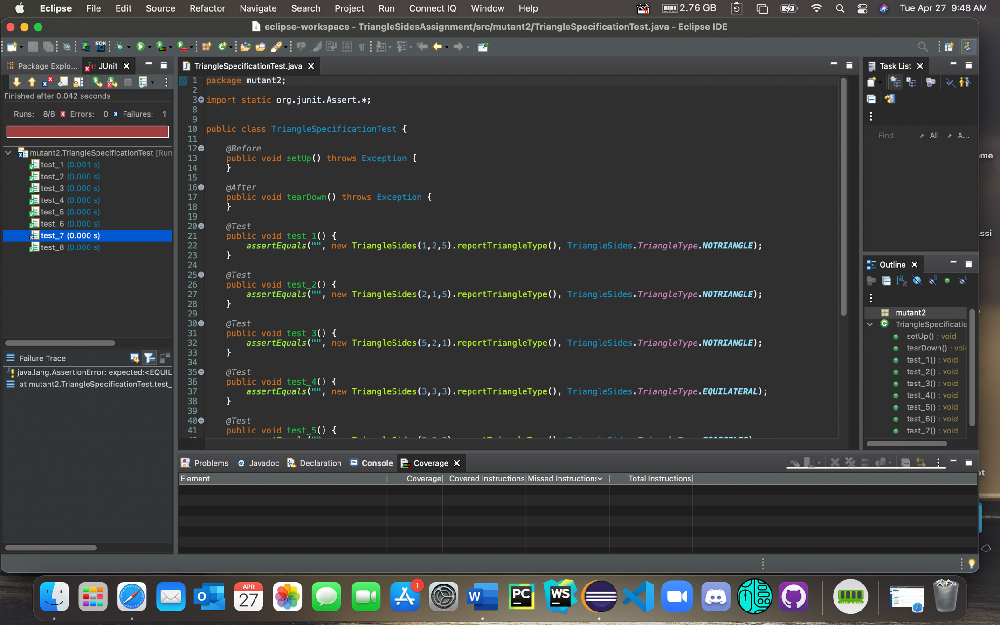 Eclipse File Edit Source Refactor Navigate Search Project Run Connect IQ Window Help 2.76 GB Tue Apr 27 9:48 AM
eclipse-workspace - TriangleSidesAssignment/src/mutant2/TriangleSpecificationTest.java - Eclipse IDE
SDK
Package Explo... JUnit
Finished after 0.042 seconds
Runs: 8/8 Errors: 0 Failures: 1
mutant2.TriangleSpecificationTest [Run
test_1 (0.001 s)
test_2 (0.000 s)
test_3 (0.000 s)
test_4 (0.000 s)
test_5 (0.000 s)
test_6 (0.000 s)
test_7 (0.000 s)
test_8 (0.000 s)
Failure Trace
java.lang.AssertionError: expected:<EQUIL
at mutant2.TriangleSpecificationTest.test_
TriangleSpecificationTest.java
1 package mutant2;
2
3 import static org.junit.Assert.*;
8
9
10 public class TriangleSpecificationTest {
11
12 @Before
13 public void setUp() throws Exception {
14 }
15
16 @After
17 public void tearDown() throws Exception {
18 }
19
20 @Test
21 public void test_1() {
22 assertEquals("", new TriangleSides(1,2,5).reportTriangleType(), TriangleSides.TriangleType.NOTRIANGLE);
23 }
24
25 @Test
26 public void test_2() {
27 assertEquals("", new TriangleSides(2,1,5).reportTriangleType(), TriangleSides.TriangleType.NOTRIANGLE);
28 }
29
30 @Test
31 public void test_3() {
32 assertEquals("", new TriangleSides(5,2,1).reportTriangleType(), TriangleSides.TriangleType.NOTRIANGLE);
33 }
34
35 @Test
36 public void test_4() {
37 assertEquals("", new TriangleSides(3,3,3).reportTriangleType(), TriangleSides.TriangleType.EQUILATERAL);
38 }
39
40 @Test
41 public void test_5() {
Task List
Find All A...
Outline
mutant2
TriangleSpecificatio
setUp() : void
tearDown() : void
test_1() : void
test_2() : void
test_3() : void
test_4() : void
test_5() : void
test_6() : void
test_7() : void
Problems Javadoc Declaration Console Coverage
Element Coverage Covered Instructions Missed Instructions Total Instructions
APR
27
1
W
PC
WS